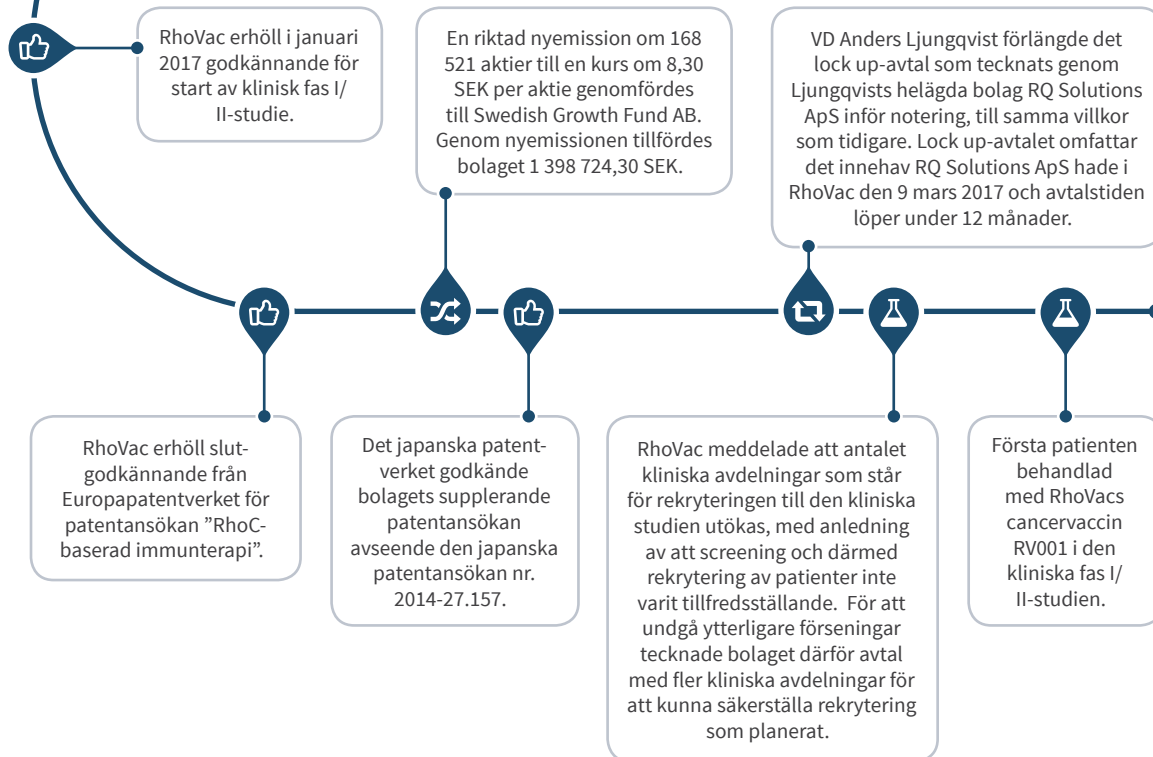 RhoVac erhöll i januari
2017 godkännande för
start av klinisk fas I/
II-studie.
RhoVac erhöll slut-
godkännande från
Europapatentverket för
patentansökan ”RhoC-
baserad immunterapi”.
En riktad nyemission om 168
521 aktier till en kurs om 8,30
SEK per aktie genomfördes
till Swedish Growth Fund AB.
Genom nyemissionen tillfördes
bolaget 1 398 724,30 SEK.
Det japanska patent-
verket godkände
bolagets supplerande
patentansökan
avseende den japanska
patentansökan nr.
2014-27.157.
VD Anders Ljungqvist förlängde det
lock up-avtal som tecknats genom
Ljungqvists helägda bolag RQ Solutions
ApS inför notering, till samma villkor
som tidigare. Lock up-avtalet omfattar
det innehav RQ Solutions ApS hade i
RhoVac den 9 mars 2017 och avtalstiden
löper under 12 månader.
RhoVac meddelade att antalet
kliniska avdelningar som står
för rekryteringen till den kliniska
studien utökas, med anledning
av att screening och därmed
rekrytering av patienter inte
varit tillfredsställande. För att
undgå ytterligare förseningar
tecknade bolaget därför avtal
med fler kliniska avdelningar för
att kunna säkerställa rekrytering
som planerat.
Första patienten
behandlad
med RhoVacs
cancervaccin
RV001 i den
kliniska fas I/
II-studien.